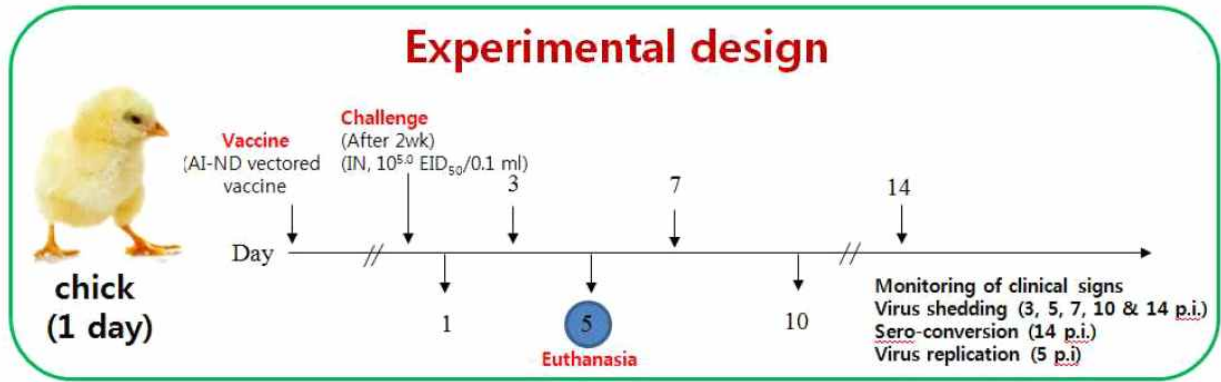 Experimental design
Vaccine
(AI-ND vectored
vaccine
Challenge
(After 2wk)
(IN, 10⁵·⁰ EID₅₀/0.1 ml)
3
7
14
Day
1
5
10
Euthanasia
chick
(1 day)
Monitoring of clinical signs
Virus shedding (3, 5, 7, 10 & 14 p.i.)
Sero-conversion (14 p.i.)
Virus replication (5 p.i)